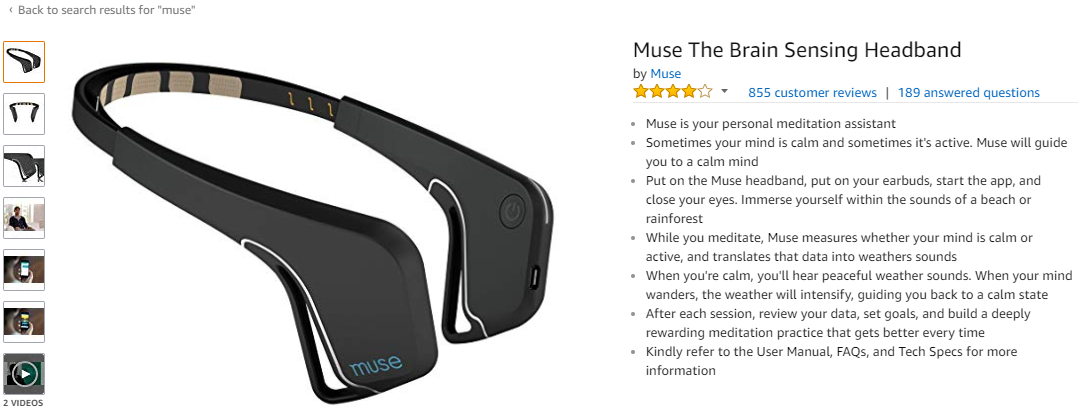 ‹ Back to search results for "muse"
Muse The Brain Sensing Headband
by Muse
855 customer reviews | 189 answered questions
• Muse is your personal meditation assistant
• Sometimes your mind is calm and sometimes it's active. Muse will guide
you to a calm mind
• Put on the Muse headband, put on your earbuds, start the app, and
close your eyes. Immerse yourself within the sounds of a beach or
rainforest
• While you meditate, Muse measures whether your mind is calm or
active, and translates that data into weathers sounds
• When you're calm, you'll hear peaceful weather sounds. When your mind
wanders, the weather will intensify, guiding you back to a calm state
• After each session, review your data, set goals, and build a deeply
rewarding meditation practice that gets better every time
• Kindly refer to the User Manual, FAQs, and Tech Specs for more
information
muse
2 VIDEOS